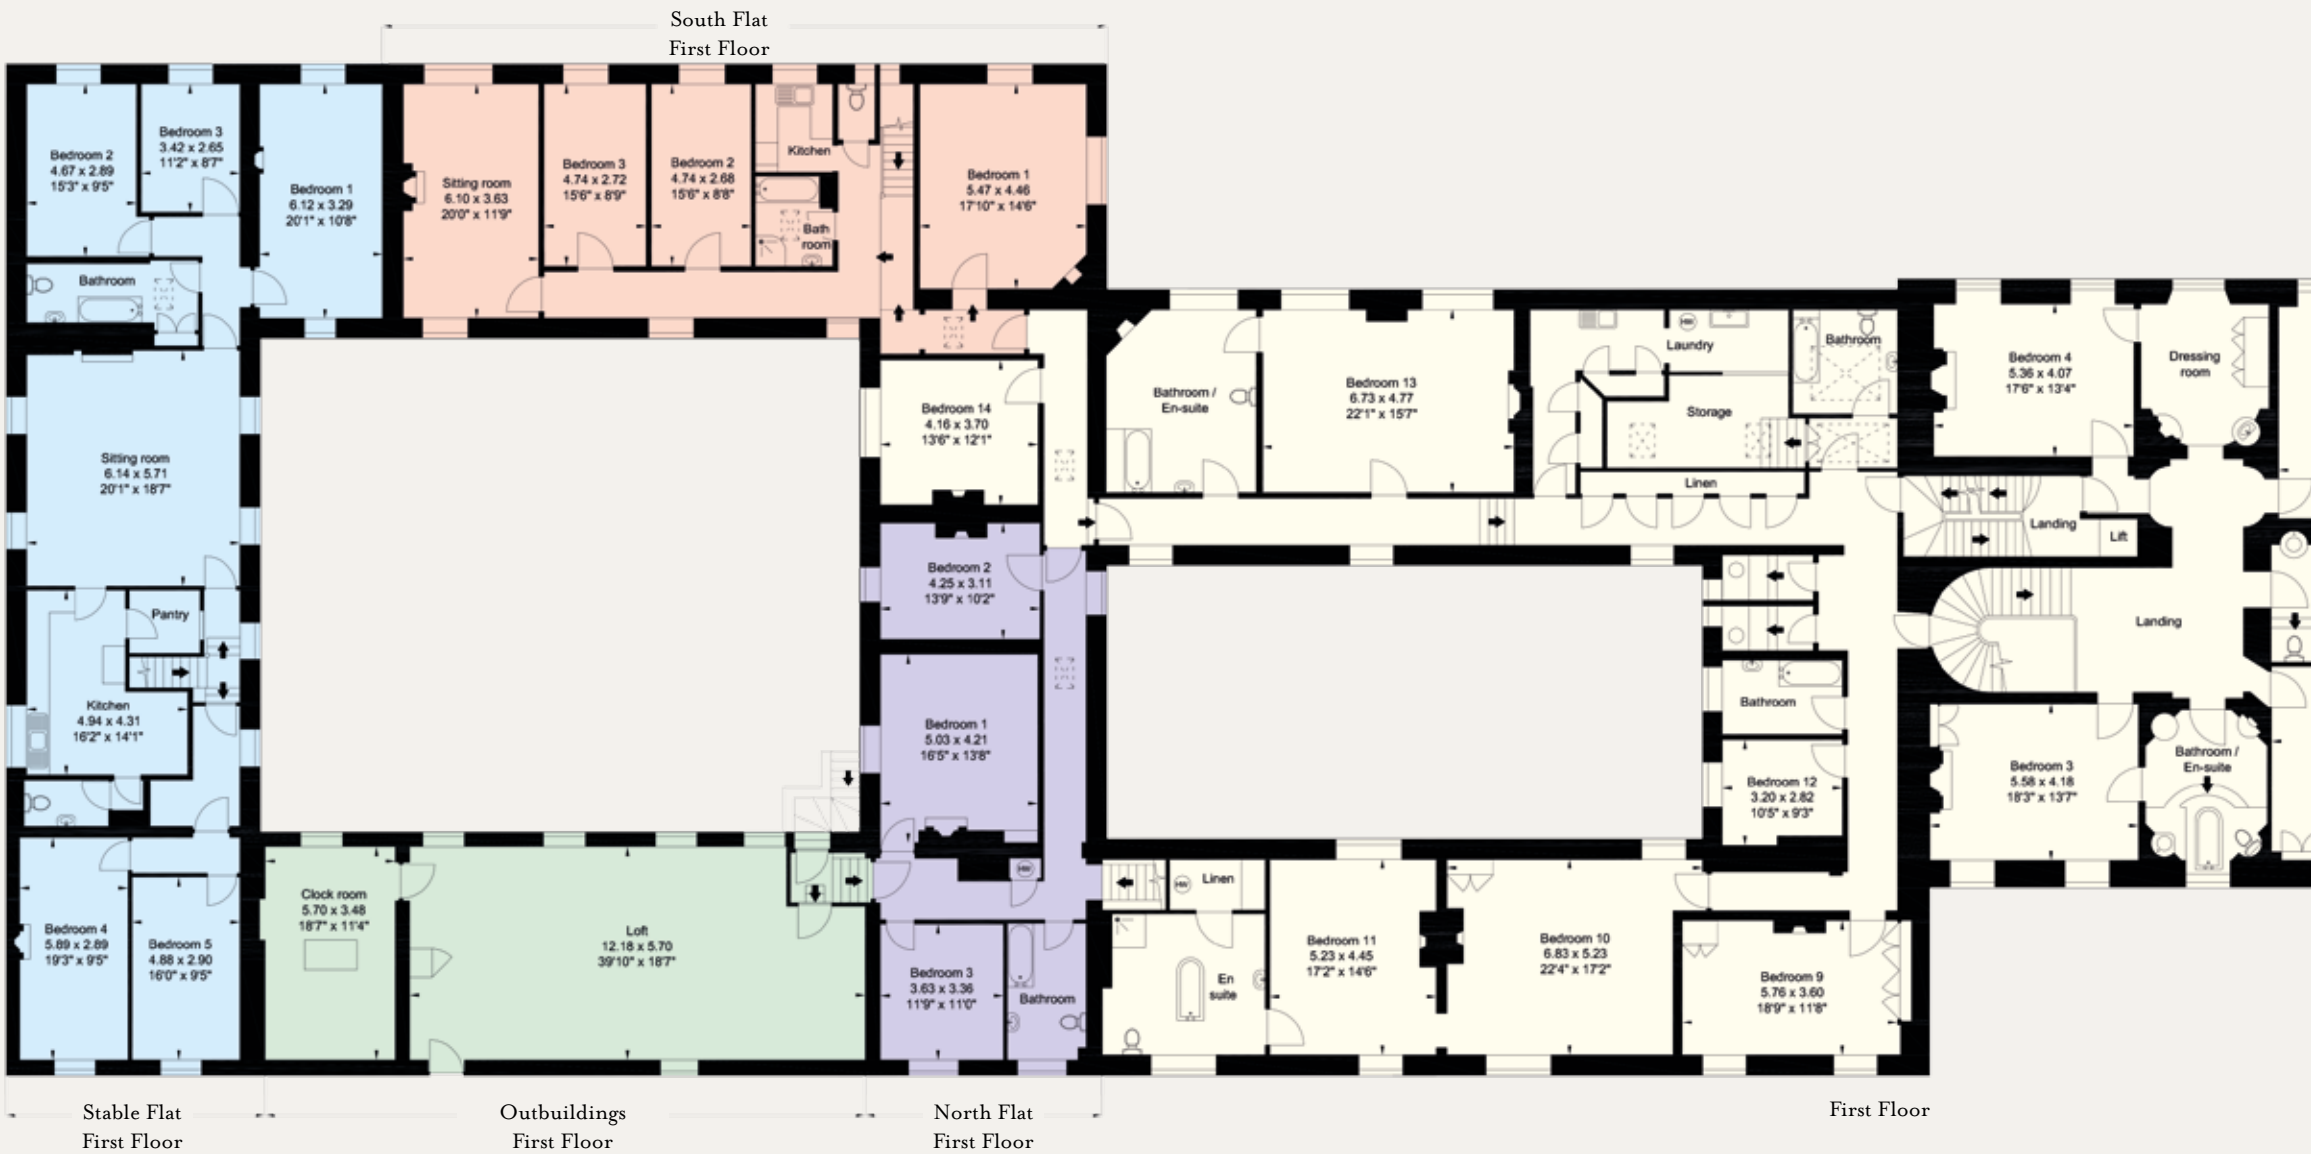 South Flat
First Floor
Bedroom 2
4.67 x 2.89
15'3" x 9'5"
Bedroom 3
3.42 x 2.65
11'2" x 8'7"
Bedroom 1
6.12 x 3.29
20'1" x 10'8"
Bathroom
Sitting room
6.10 x 3.63
20'0" x 11'9"
Bedroom 3
4.74 x 2.72
15'6" x 8'9"
Bedroom 2
4.74 x 2.68
15'6" x 8'8"
Kitchen
Bath
room
Bedroom 1
5.47 x 4.46
17'10" x 14'6"
Sitting room
6.14 x 5.71
20'1" x 18'7"
Pantry
Kitchen
4.94 x 4.31
16'2" x 14'1"
Bedroom 4
5.89 x 2.89
19'3" x 9'5"
Bedroom 5
4.88 x 2.90
16'0" x 9'5"
Clock room
5.70 x 3.48
18'7" x 11'4"
Loft
12.18 x 5.70
39'10" x 18'7"
Bedroom 14
4.16 x 3.70
13'6" x 12'1"
Bedroom 2
4.25 x 3.11
13'9" x 10'2"
Bedroom 1
5.03 x 4.21
16'5" x 13'8"
HW
Bedroom 3
3.63 x 3.36
11'9" x 11'0"
Bathroom
Bathroom /
En-suite
Bedroom 13
6.73 x 4.77
22'1" x 15'7"
HW
Laundry
Bathroom
Storage
Linen
Bedroom 4
5.36 x 4.07
17'6" x 13'4"
Dressing
room
Landing
Lift
Landing
Bathroom
Bedroom 12
3.20 x 2.82
10'5" x 9'3"
Bedroom 3
5.58 x 4.18
18'3" x 13'7"
Bathroom /
En-suite
HW
Linen
En
suite
Bedroom 11
5.23 x 4.45
17'2" x 14'6"
Bedroom 10
6.83 x 5.23
22'4" x 17'2"
Bedroom 9
5.76 x 3.60
18'9" x 11'8"
Stable Flat
First Floor
Outbuildings
First Floor
North Flat
First Floor
First Floor